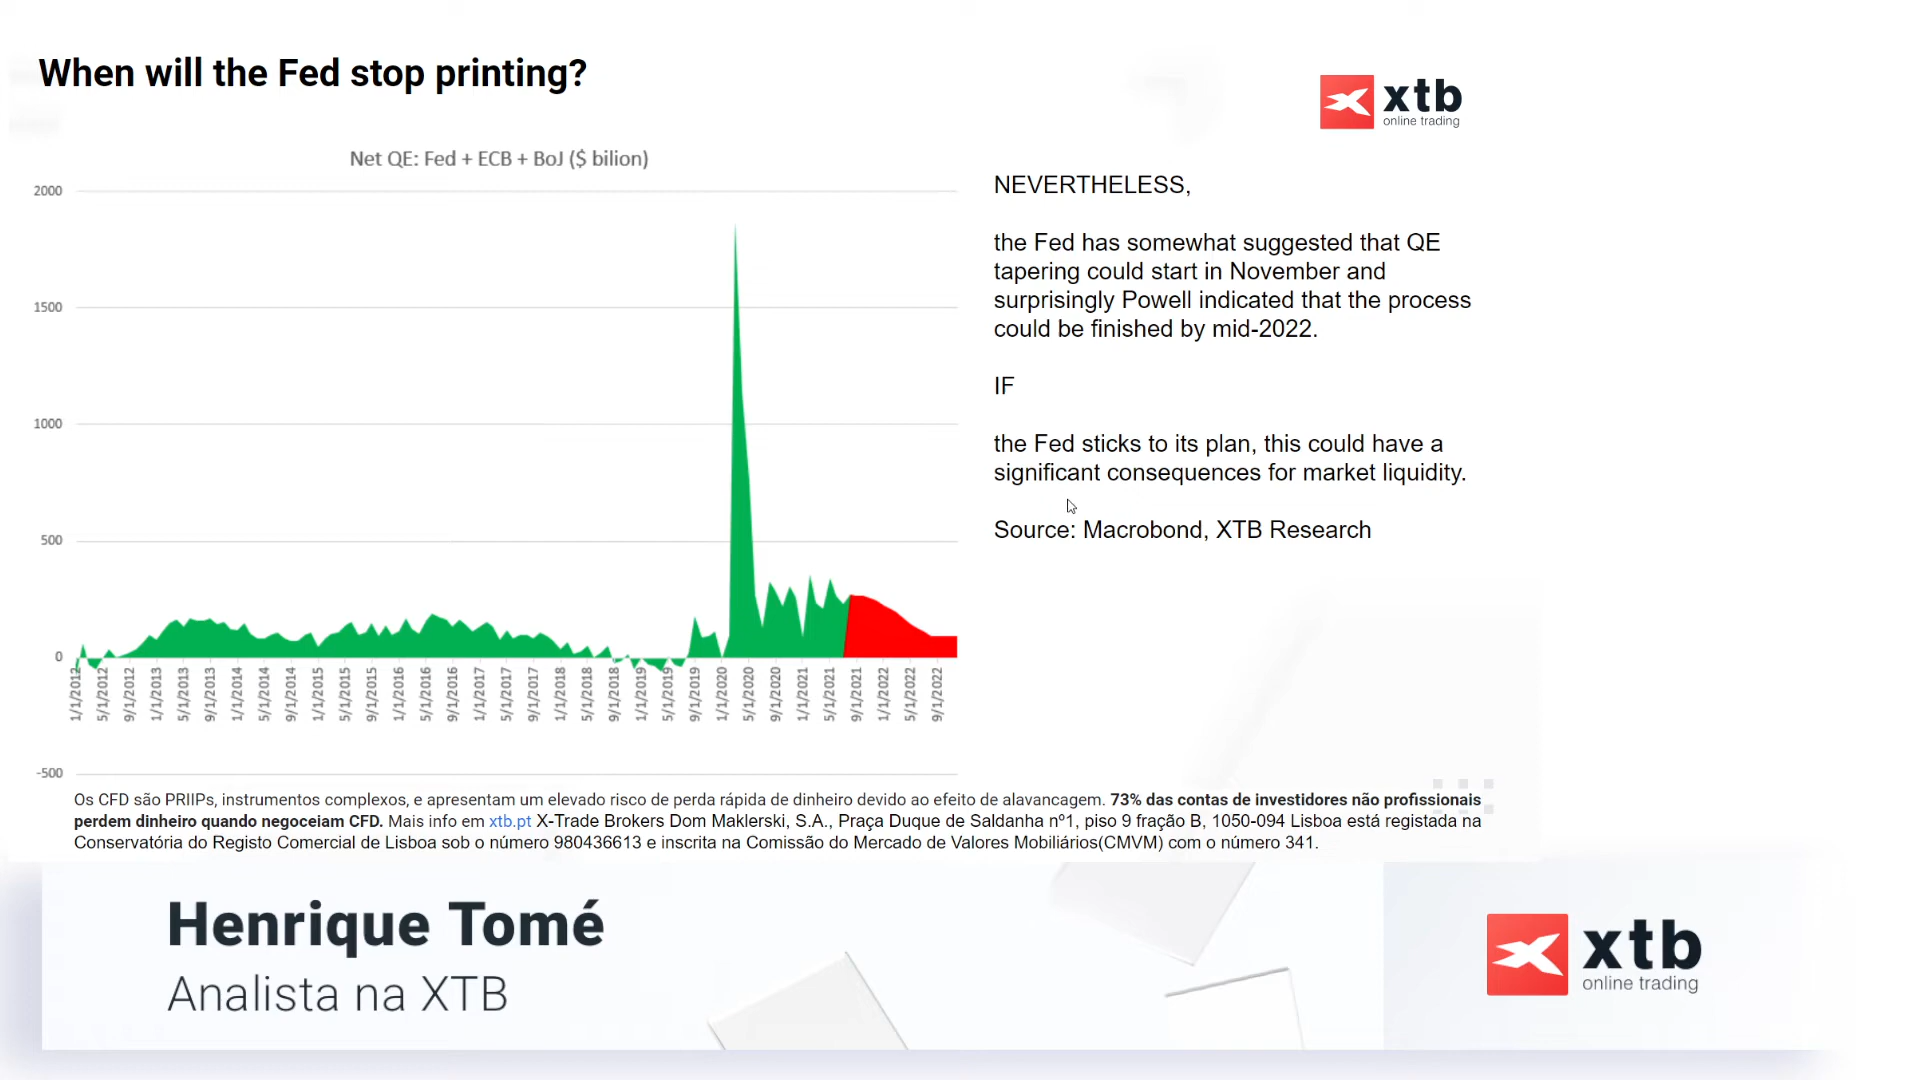 When will the Fed stop printing?
xtb
online trading
Net QE: Fed + ECB + BoJ ($ bilion)
2000
1500
1000
500
0
-500
1/1/2012
5/1/2012
9/1/2012
1/1/2013
5/1/2013
9/1/2013
1/1/2014
5/1/2014
9/1/2014
1/1/2015
5/1/2015
9/1/2015
1/1/2016
5/1/2016
9/1/2016
1/1/2017
5/1/2017
9/1/2017
1/1/2018
5/1/2018
9/1/2018
1/1/2019
5/1/2019
9/1/2019
1/1/2020
5/1/2020
9/1/2020
1/1/2021
5/1/2021
9/1/2021
1/1/2022
5/1/2022
9/1/2022
NEVERTHELESS,
the Fed has somewhat suggested that QE
tapering could start in November and
surprisingly Powell indicated that the process
could be finished by mid-2022.
IF
the Fed sticks to its plan, this could have a
significant consequences for market liquidity.
Source: Macrobond, XTB Research
Os CFD são PRIIPs, instrumentos complexos, e apresentam um elevado risco de perda rápida de dinheiro devido ao efeito de alavancagem. 73% das contas de investidores não profissionais
perdem dinheiro quando negoceiam CFD. Mais info em xtb.pt X-Trade Brokers Dom Maklerski, S.A., Praça Duque de Saldanha nº1, piso 9 fração B, 1050-094 Lisboa está registada na
Conservatória do Registo Comercial de Lisboa sob o número 980436613 e inscrita na Comissão do Mercado de Valores Mobiliários(CMVM) com o número 341.
Henrique Tomé
Analista na XTB
xtb
online trading